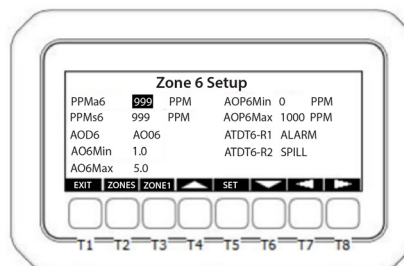 Zone 6 Setup
PPMa6 999 PPM AOP6Min 0 PPM
PPMs6 999 PPM AOP6Max 1000 PPM
AOD6 AO06 ATDT6-R1 ALARM
AO6Min 1.0 ATDT6-R2 SPILL
AO6Max 5.0
EXIT ZONES ZONE1 SET
T1 T2 T3 T4 T5 T6 T7 T8